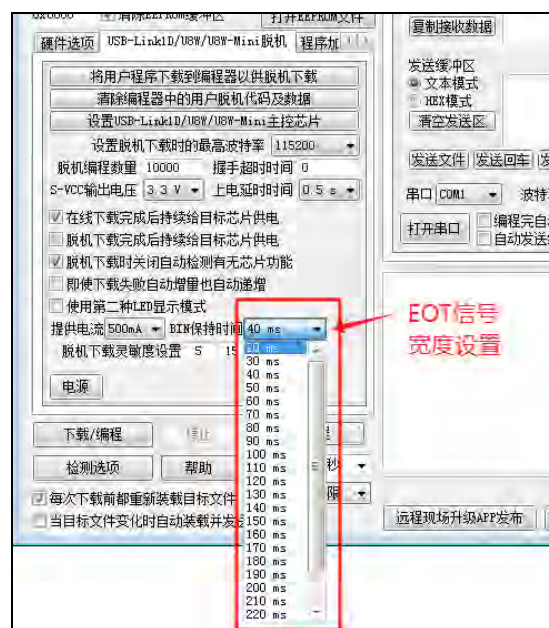 0x0000 清除EEPROM缓冲区 打开EEPROM文件
硬件选项 USB-Link1D/U8W/U8W-Mini脱机 程序加
将用户程序下载到编程器以供脱机下载
清除编程器中的用户脱机代码及数据
设置USB-Link1D/U8W/U8W-Mini主控芯片
设置脱机下载时的最高波特率 115200
脱机编程数量 10000 握手超时时间 0
S-VCC输出电压 3.3 V 上电延时时间 0.5 s
在线下载完成后持续给目标芯片供电
脱机下载完成后持续给目标芯片供电
脱机下载时关闭自动检测有无芯片功能
即使下载失败自动增量也自动递增
使用第二种LED显示模式
提供电流 500mA BIN保持时间 40 ms
脱机下载灵敏度设置 5 15
电源
20 ms
30 ms
40 ms
50 ms
60 ms
70 ms
80 ms
90 ms
100 ms
110 ms
120 ms
130 ms
140 ms
150 ms
160 ms
170 ms
180 ms
190 ms
200 ms
210 ms
220 ms
下载/编程 停止
检测选项 帮助 秒
每次下载前都重新装载目标文件 限
当目标文件变化时自动装载并发
复制接收数据
发送缓冲区
文本模式
HEX模式
清空发送区
发送文件 发送回车 发
串口 COM1 波特
打开串口 编程完自
自动发送
EOT信号
宽度设置
远程现场升级APP发布